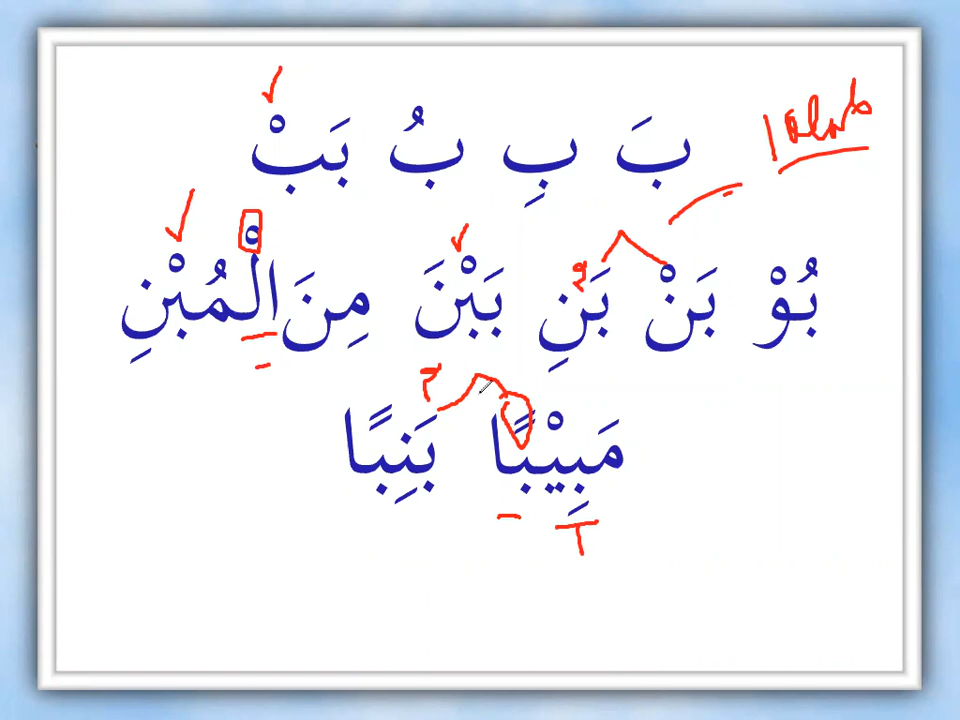 بَ بِ بُ بَبْ
بُوْ بَنْ بَنِ بَبْنَ مِنَ الْمُبْنِ
مَبِيْبًا بَنِبًا